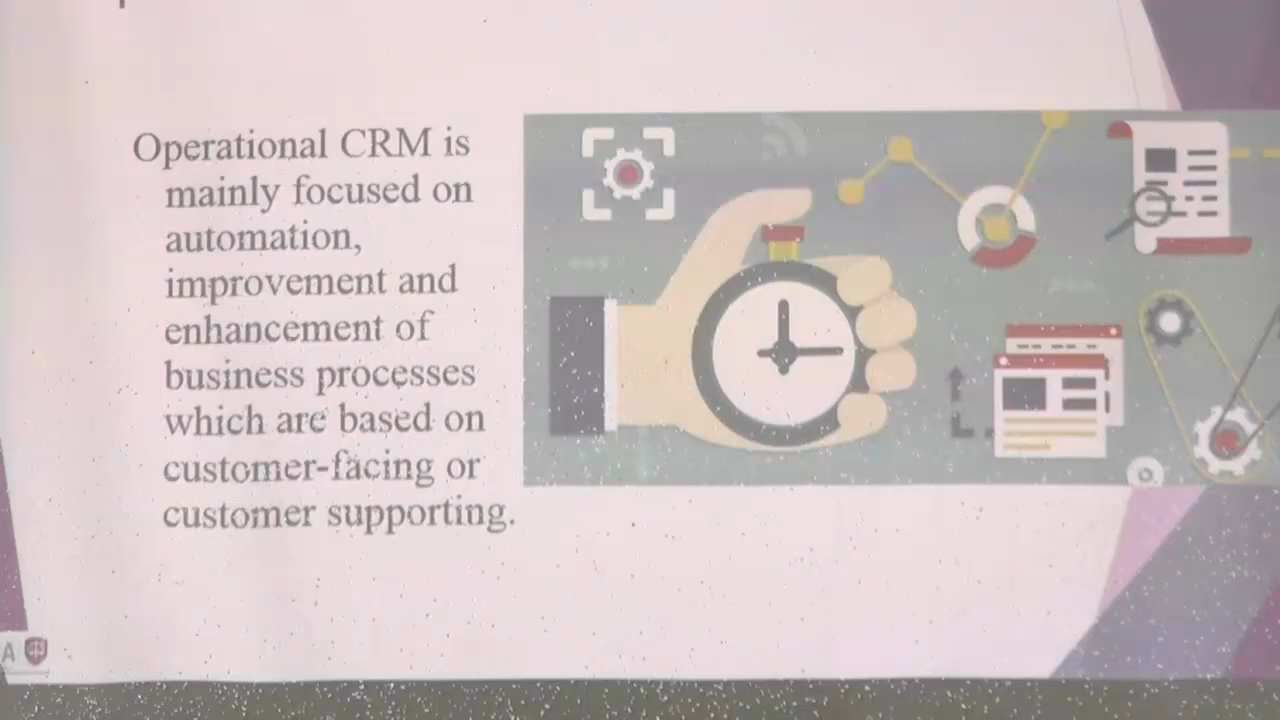 Operational CRM is
mainly focused on
automation,
improvement and
enhancement of
business processes
which are based on
customer-facing or
customer supporting.
A